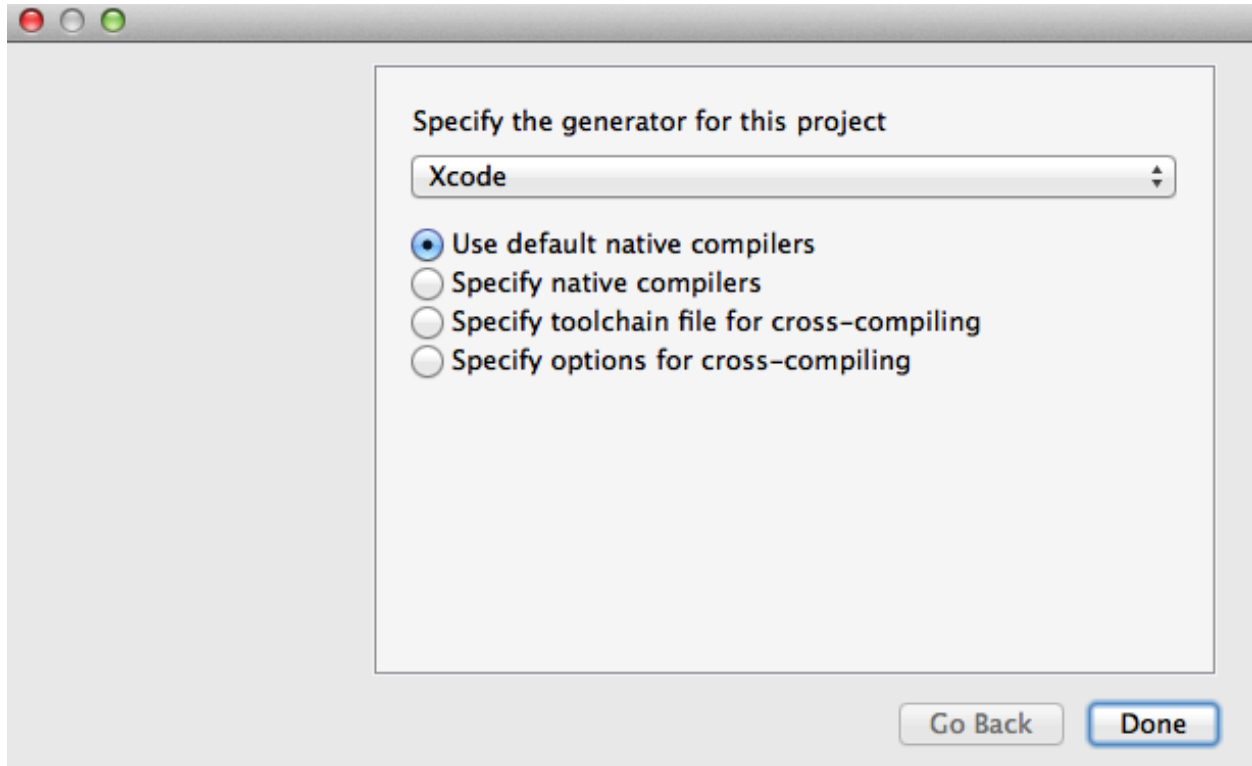 Specify the generator for this project
Xcode
Use default native compilers
Specify native compilers
Specify toolchain file for cross-compiling
Specify options for cross-compiling
Go Back
Done